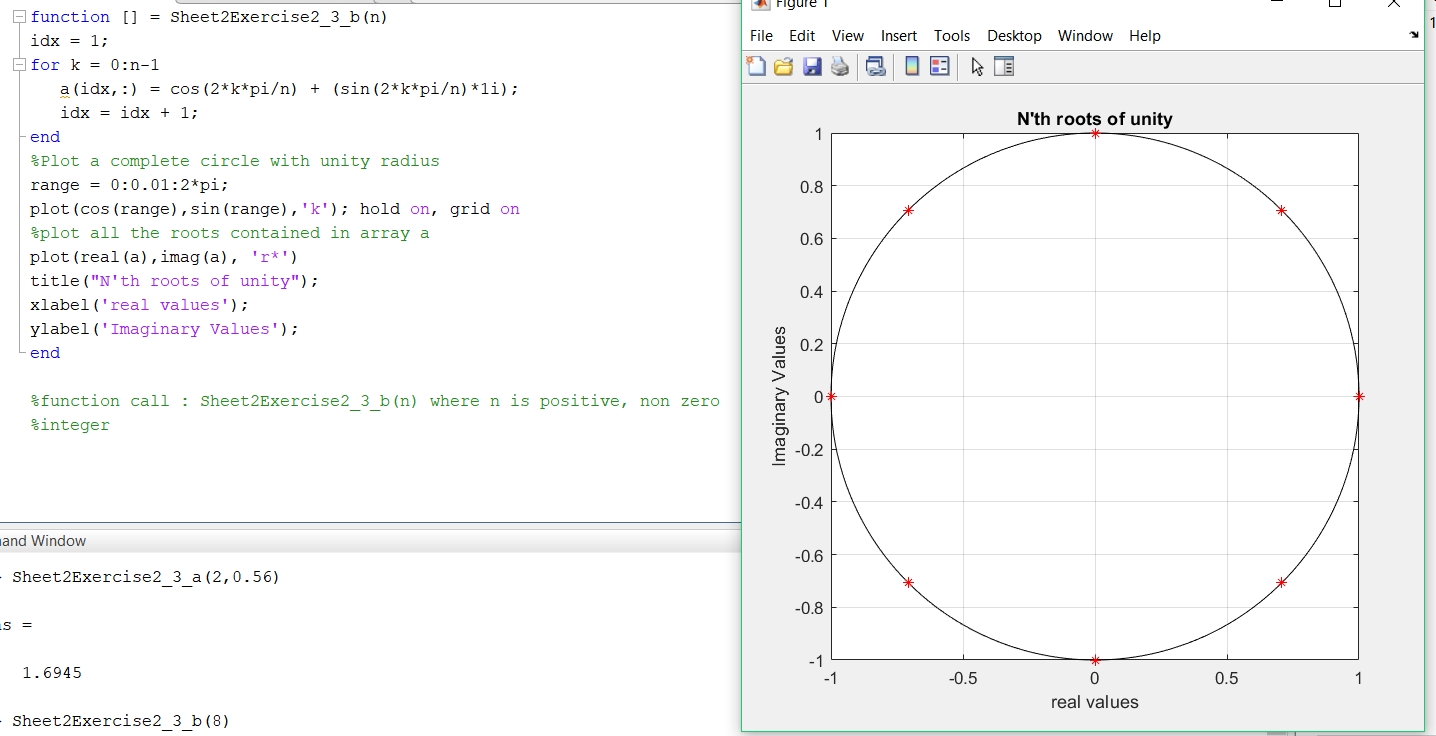 function [] = Sheet2Exercise2_3_b(n)
idx = 1;
for k = 0:n-1
a(idx,:) = cos(2*k*pi/n) + (sin(2*k*pi/n)*1i);
idx = idx + 1;
end
%Plot a complete circle with unity radius
range = 0:0.01:2*pi;
plot(cos(range),sin(range),'k'); hold on, grid on
%plot all the roots contained in array a
plot(real(a),imag(a), 'r*')
title("N'th roots of unity");
xlabel('real values');
ylabel('Imaginary Values');
end
%function call : Sheet2Exercise2_3_b(n) where n is positive, non zero
%integer
Window
Sheet2Exercise2_3_a(2,0.56)
=
1.6945
Sheet2Exercise2_3_b(8)
Figure 1
File Edit View Insert Tools Desktop Window Help
N'th roots of unity
1
0.8
0.6
0.4
0.2
0
-0.2
-0.4
-0.6
-0.8
-1
Imaginary Values
-1 -0.5 0 0.5 1
real values
1